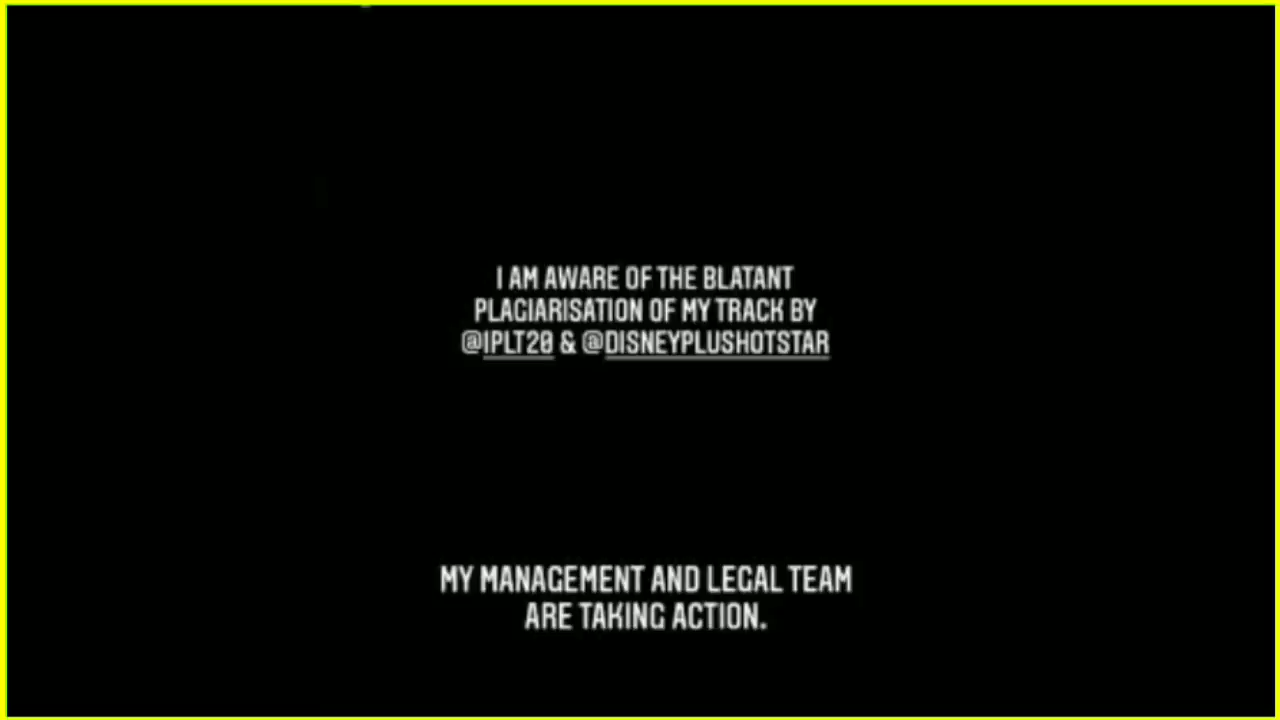 I AM AWARE OF THE BLATANT
PLAGIARISATION OF MY TRACK BY
@IPLT20 & @DISNEYPLUSHOTSTAR
MY MANAGEMENT AND LEGAL TEAM
ARE TAKING ACTION.